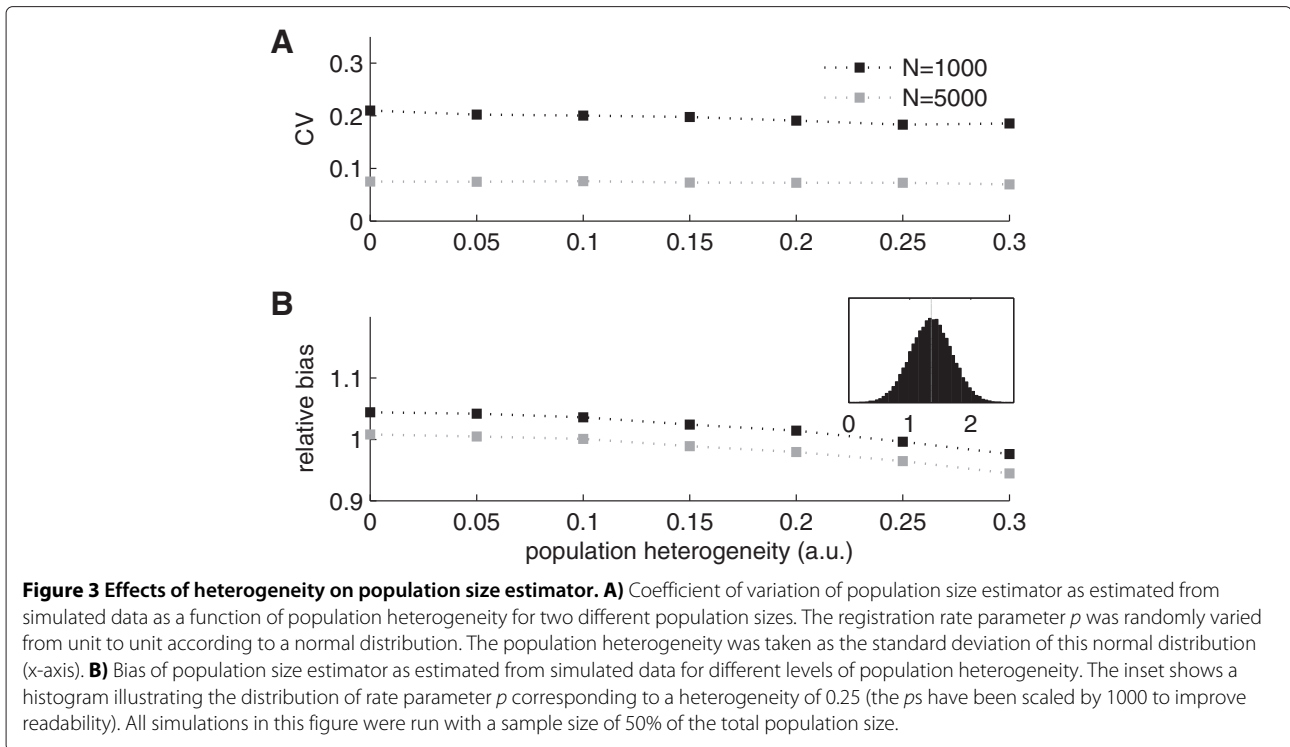 A
0.3
0.2
0.1
0
CV
N=1000
N=5000
0 0.05 0.1 0.15 0.2 0.25 0.3
B
1.1
1
0.9
relative bias
0 1 2
0 0.05 0.1 0.15 0.2 0.25 0.3
population heterogeneity (a.u.)
Figure 3 Effects of heterogeneity on population size estimator. A) Coefficient of variation of population size estimator as estimated from
simulated data as a function of population heterogeneity for two different population sizes. The registration rate parameter p was randomly varied
from unit to unit according to a normal distribution. The population heterogeneity was taken as the standard deviation of this normal distribution
(x-axis). B) Bias of population size estimator as estimated from simulated data for different levels of population heterogeneity. The inset shows a
histogram illustrating the distribution of rate parameter p corresponding to a heterogeneity of 0.25 (the ps have been scaled by 1000 to improve
readability). All simulations in this figure were run with a sample size of 50% of the total population size.